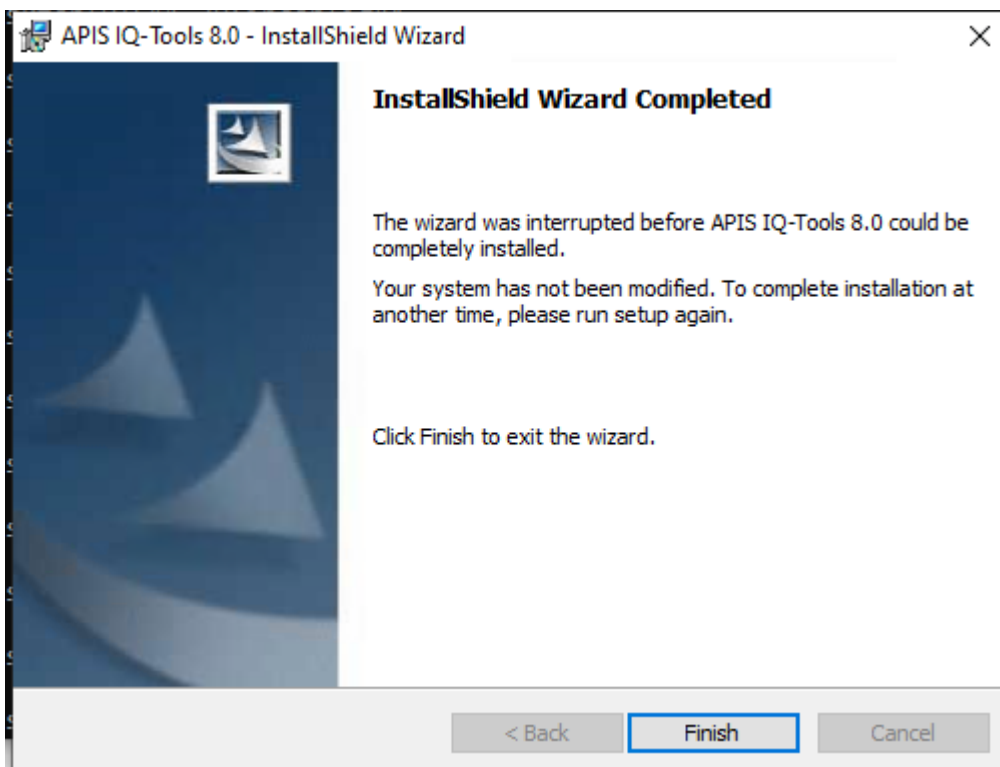 APIS IQ-Tools 8.0 - InstallShield Wizard
InstallShield Wizard Completed
The wizard was interrupted before APIS IQ-Tools 8.0 could be
completely installed.
Your system has not been modified. To complete installation at
another time, please run setup again.
Click Finish to exit the wizard.
< Back
Finish
Cancel